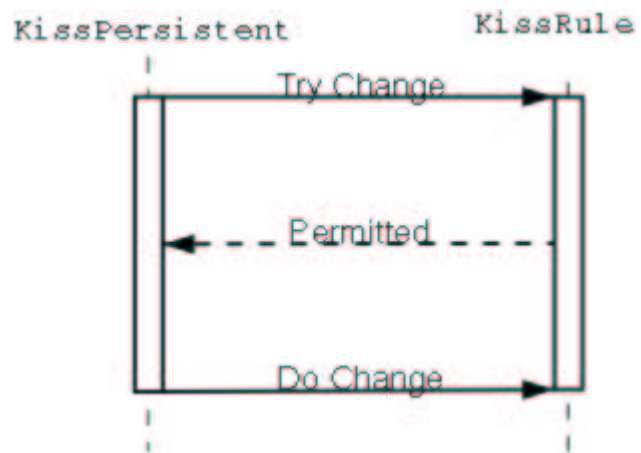 KissPersistent
KissRule
Try Change
Permitted
Do Change